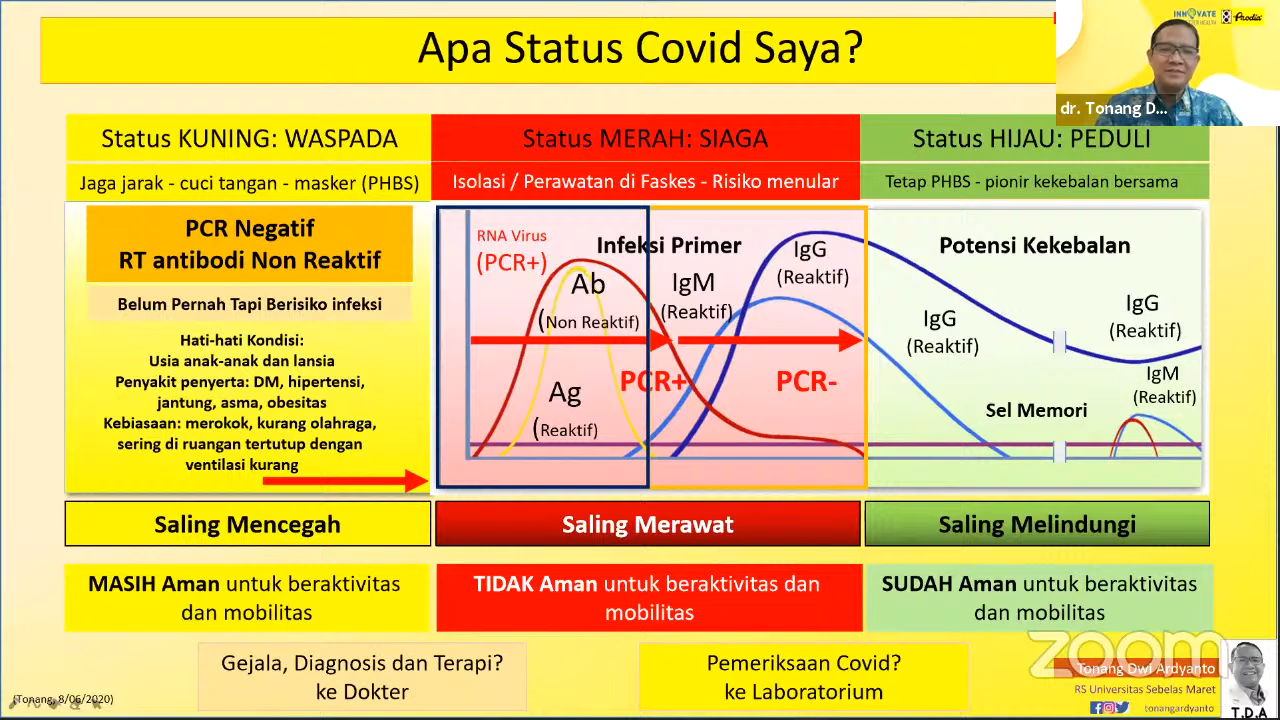 Apa Status Covid Saya?
INNOVATE
Prodia
dr. Tonang D...
Status KUNING: WASPADA
Jaga jarak - cuci tangan - masker (PHBS)
PCR Negatif
RT antibodi Non Reaktif
Belum Pernah Tapi Berisiko infeksi
Hati-hati Kondisi:
Usia anak-anak dan lansia
Penyakit penyerta: DM, hipertensi,
jantung, asma, obesitas
Kebiasaan: merokok, kurang olahraga,
sering di ruangan tertutup dengan
ventilasi kurang
Saling Mencegah
MASIH Aman untuk beraktivitas
dan mobilitas
Status MERAH: SIAGA
Isolasi / Perawatan di Faskes - Risiko menular
RNA Virus
(PCR+)
Infeksi Primer
Ab
(Non Reaktif)
IgM
(Reaktif)
IgG
(Reaktif)
Ag
(Reaktif)
PCR+
PCR-
Saling Merawat
TIDAK Aman untuk beraktivitas dan
mobilitas
Status HIJAU: PEDULI
Tetap PHBS - pionir kekebalan bersama
Potensi Kekebalan
IgG
(Reaktif)
IgG
(Reaktif)
IgM
(Reaktif)
Sel Memori
Saling Melindungi
SUDAH Aman untuk beraktivitas
dan mobilitas
Gejala, Diagnosis dan Terapi?
ke Dokter
Pemeriksaan Covid?
ke Laboratorium
zoom
Tonang Dwi Ardyanto
RS Universitas Sebelas Maret
tonangardyanto
T.D.A
(Tonang, 8/06/2020)